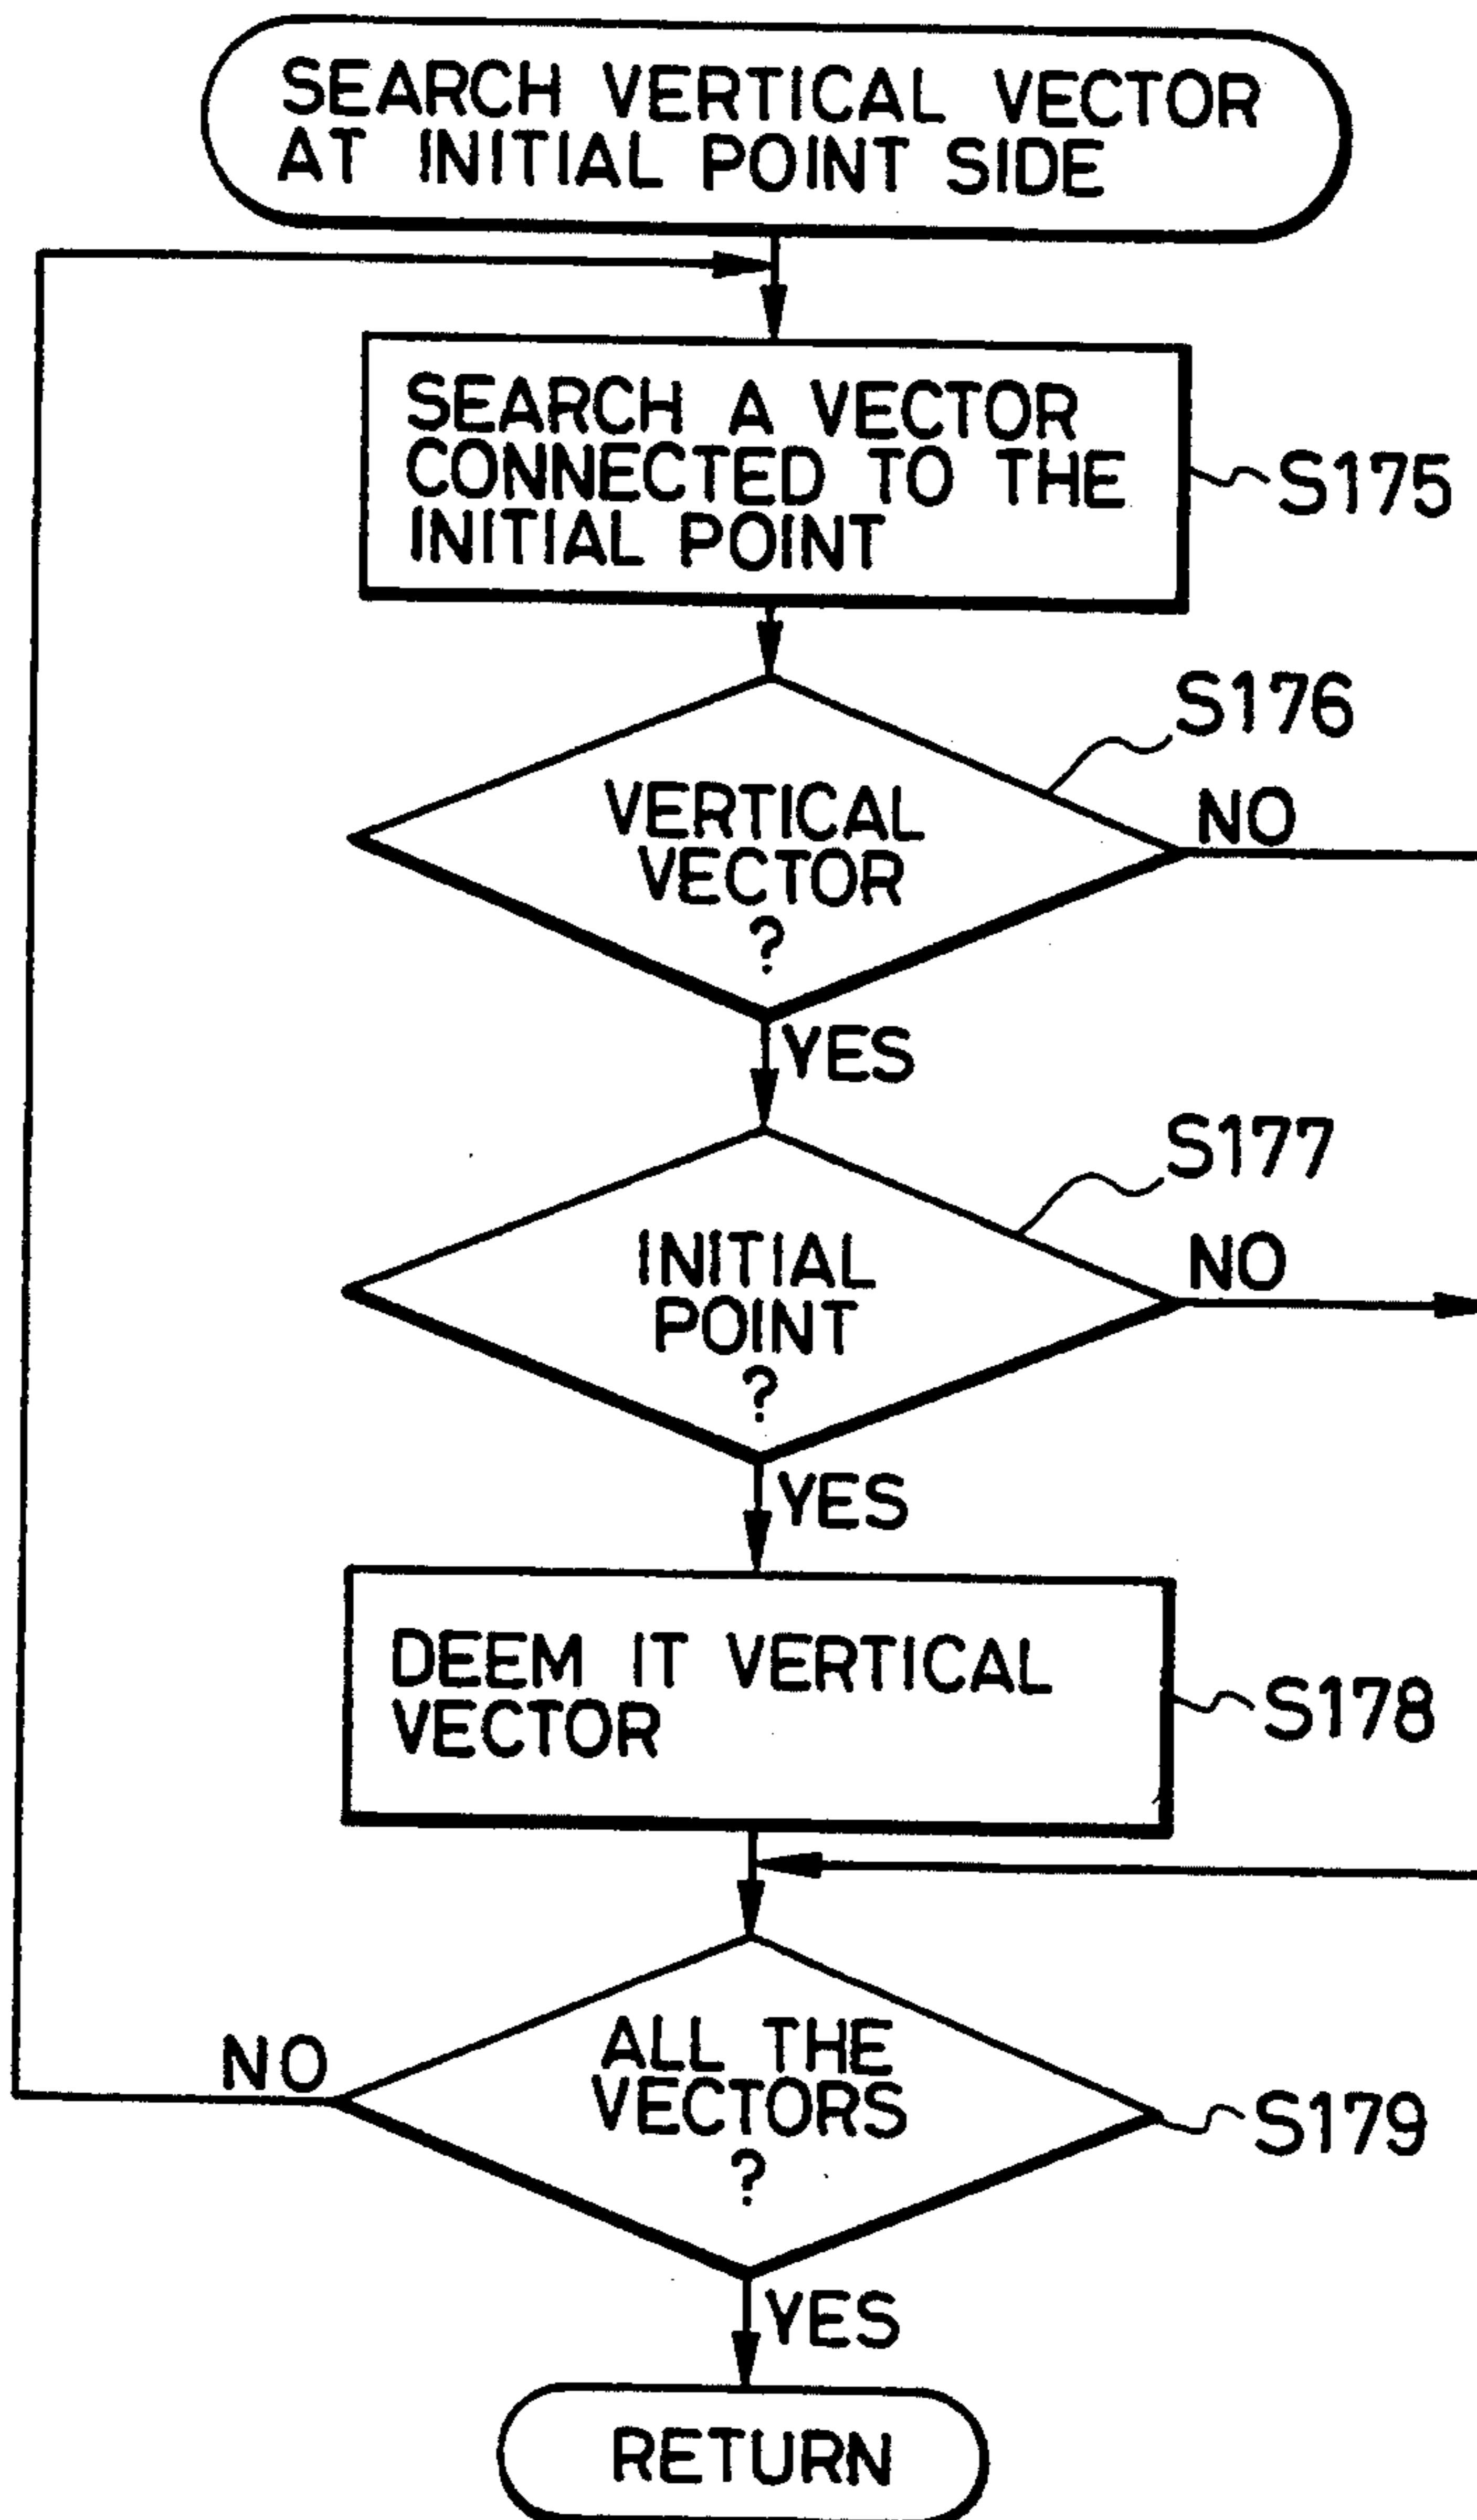 SEARCH VERTICAL VECTOR
AT INITIAL POINT SIDE
SEARCH A VECTOR
CONNECTED TO THE
INITIAL POINT
S175
S176
VERTICAL
VECTOR
?
NO
YES
S177
INITIAL
POINT
?
NO
YES
DEEM IT VERTICAL
VECTOR
S178
ALL THE
VECTORS
?
NO
S179
YES
RETURN